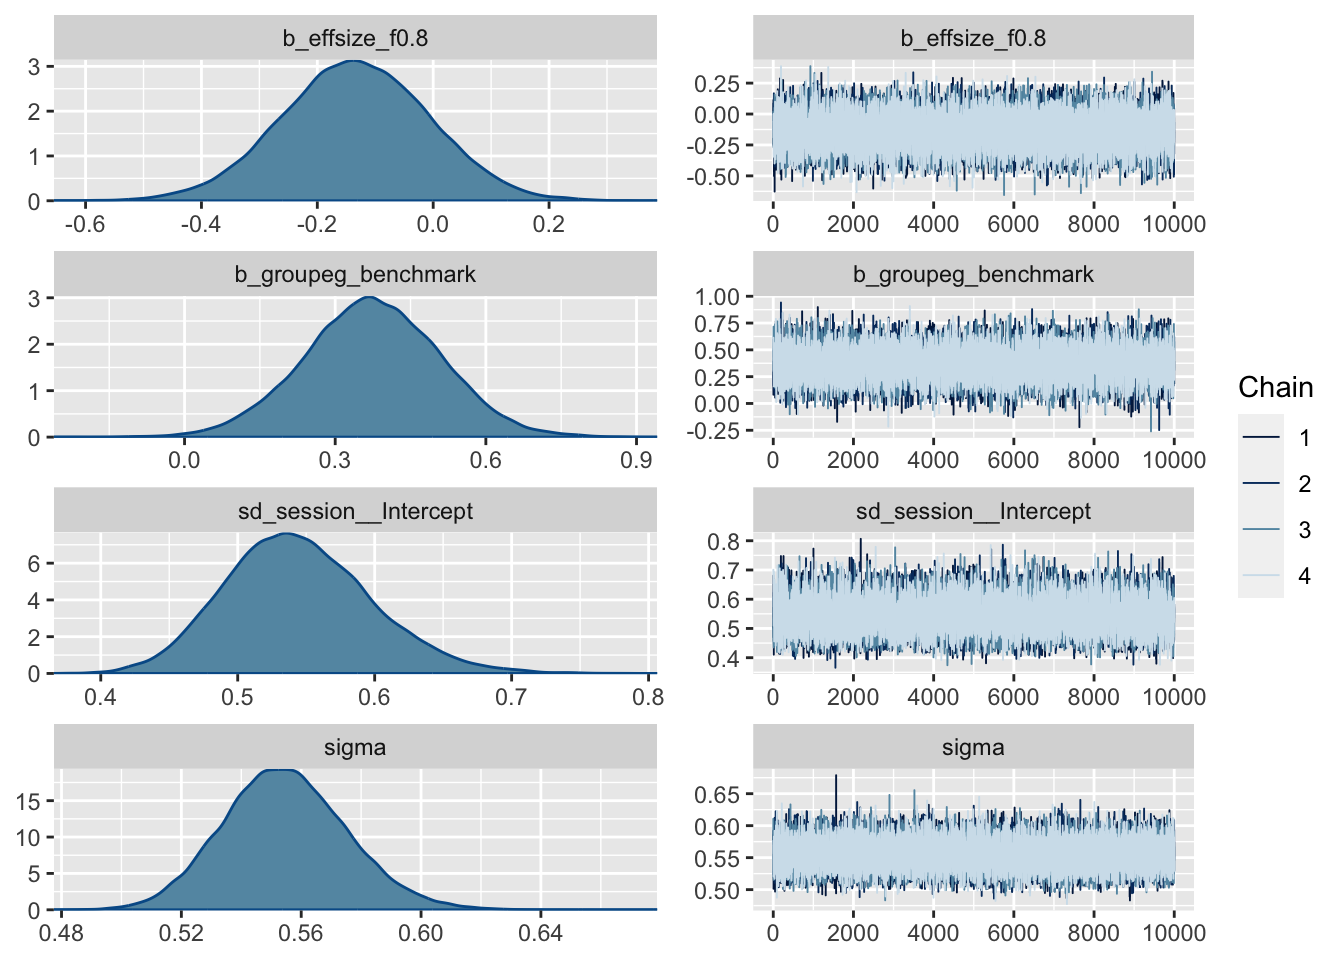 b_effsize_f0.8
3
2
1
0
-0.6 -0.4 -0.2 0.0 0.2
b_effsize_f0.8
0.25
0.00
-0.25
-0.50
0 2000 4000 6000 8000 10000
b_groupeg_benchmark
3
2
1
0
0.0 0.3 0.6 0.9
b_groupeg_benchmark
1.00
0.75
0.50
0.25
0.00
-0.25
0 2000 4000 6000 8000 10000
sd_session__Intercept
6
4
2
0
0.4 0.5 0.6 0.7 0.8
sd_session__Intercept
0.8
0.7
0.6
0.5
0.4
0 2000 4000 6000 8000 10000
sigma
15
10
5
0
0.48 0.52 0.56 0.60 0.64
sigma
0.65
0.60
0.55
0.50
0 2000 4000 6000 8000 10000
Chain
1
2
3
4